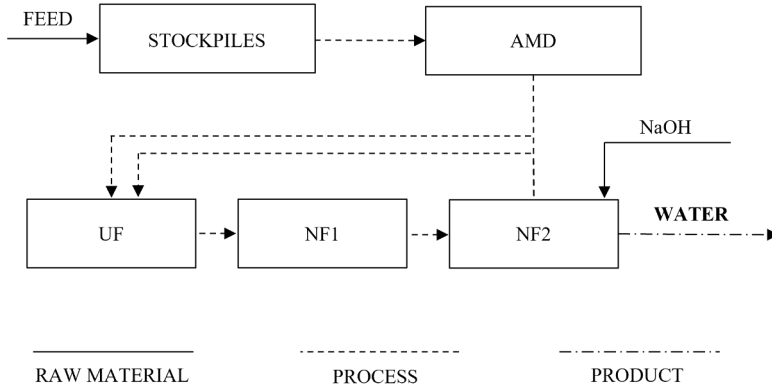 FEED
STOCKPILES
AMD
NaOH
UF
NF1
NF2
WATER
RAW MATERIAL
PROCESS
PRODUCT